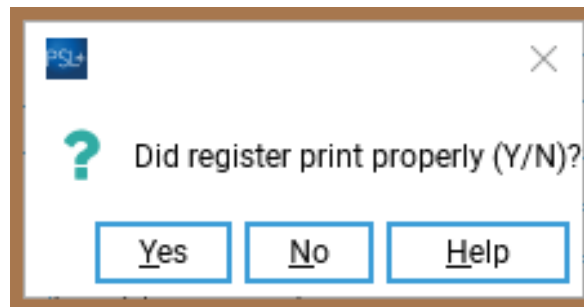 PSL+
Did register print properly (Y/N)?
Yes No Help